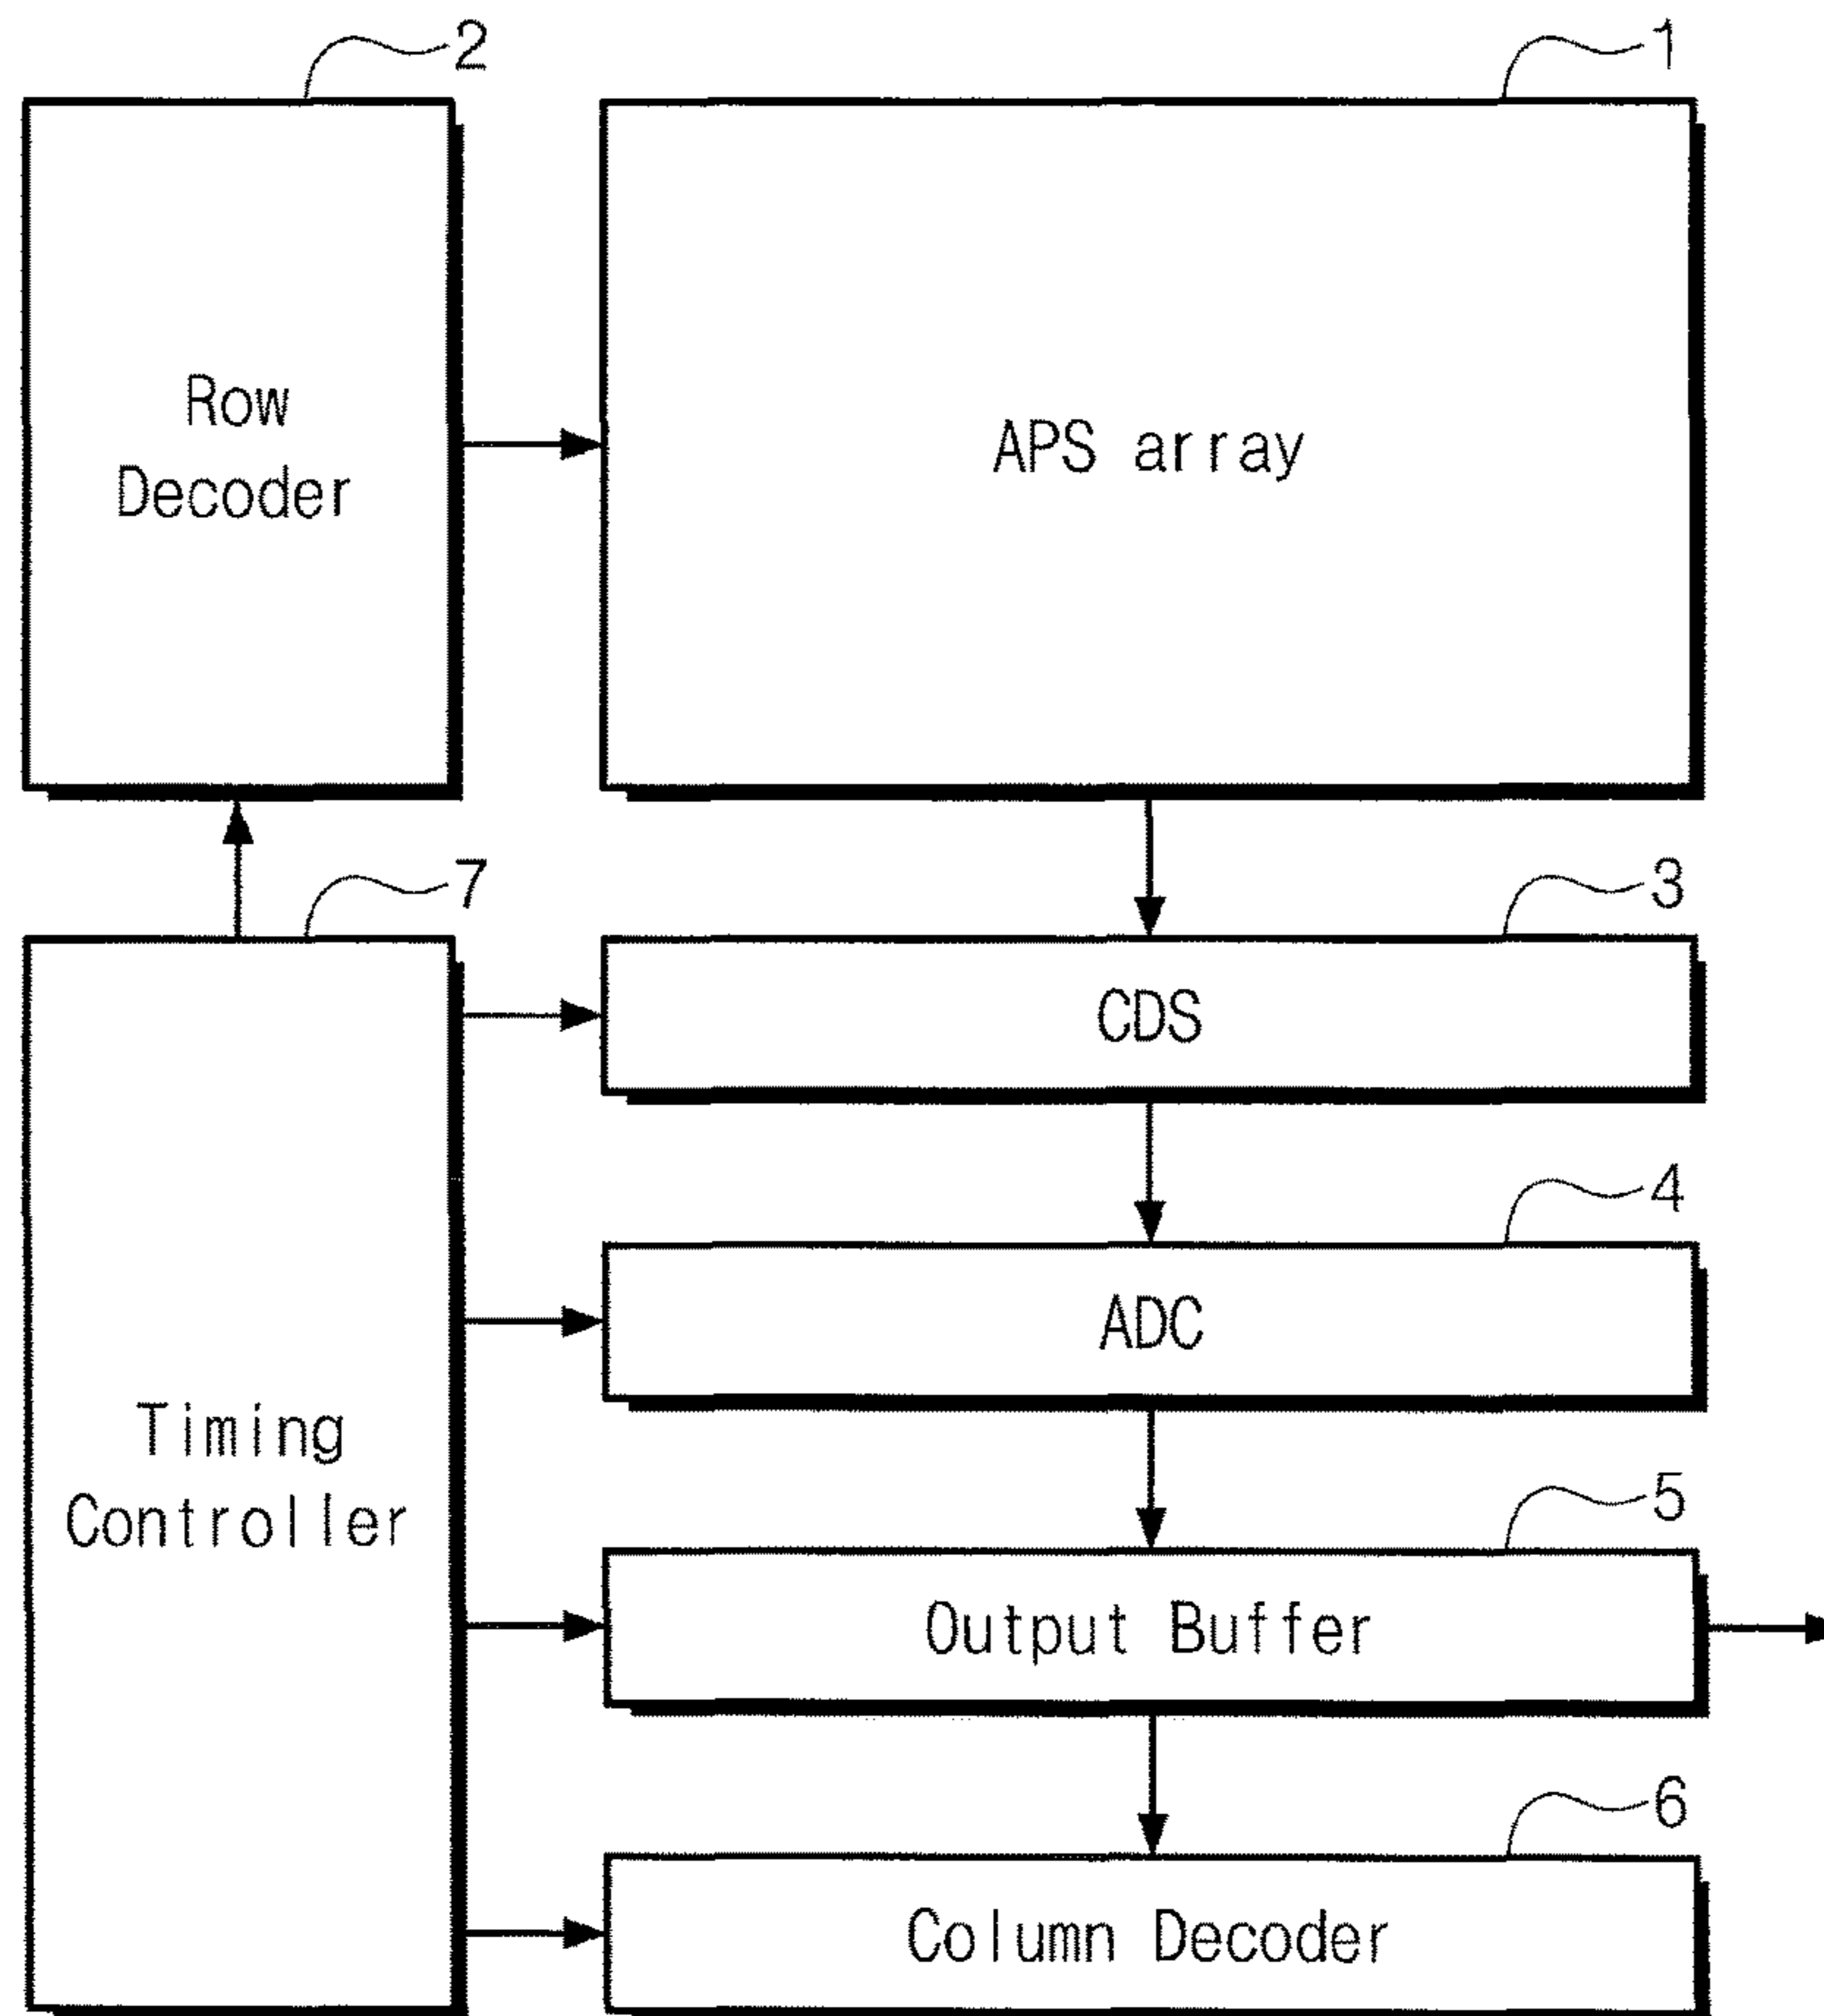 2
1
Row
Decoder
APS array
7
3
CDS
4
ADC
Timing
Controller
5
Output Buffer
6
Column Decoder